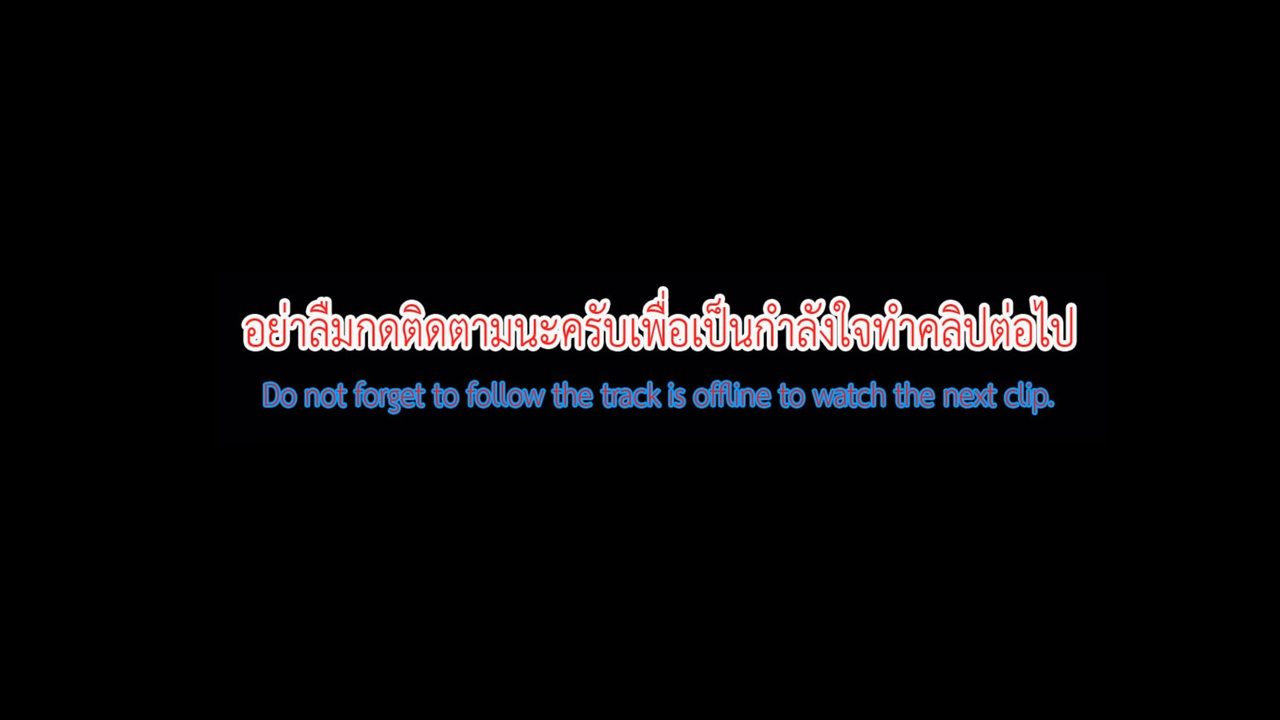 อย่าลืมกดติดตามนะครับเพื่อเป็นกำลังใจทำคลิปต่อไป
Do not forget to follow the track is offline to watch the next clip.